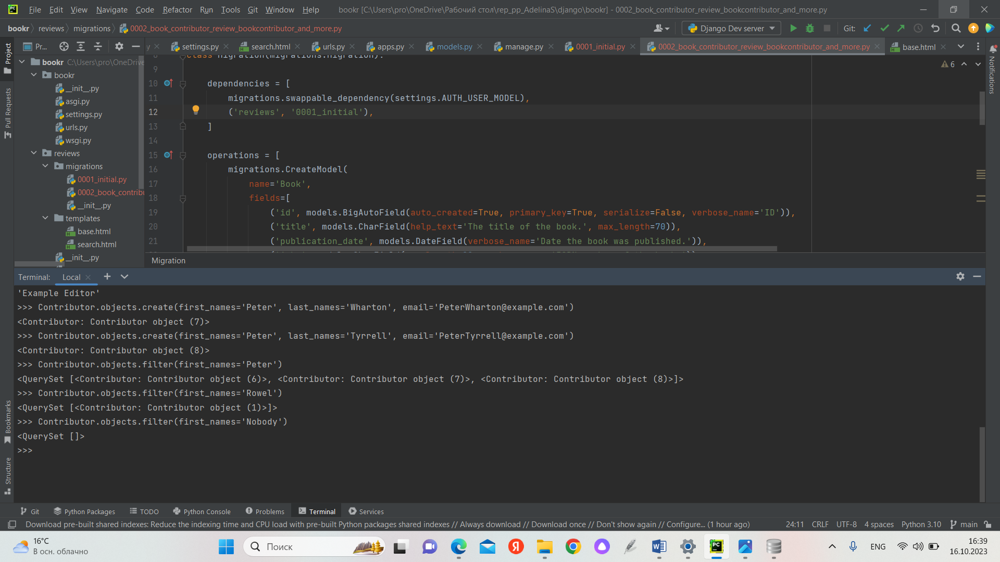 File Edit View Navigate Code Refactor Run Tools Git Window Help bookr [C:\Users\pro\OneDrive\Рабочий стол\rep_pp_AdelinaS\django\bookr] - 0002_book_contributor_review_bookcontributor_and_more.py
bookr reviews migrations 0002_book_contributor_review_bookcontributor_and_more.py Django Dev server Git:
Pr... y settings.py search.html urls.py apps.py models.py manage.py 0001_initial.py 0002_book_contributor_review_bookcontributor_and_more.py base.html
Project
Pull Requests
Bookmarks
Structure
Notifications
bookr C:\Users\pro\OneDrive
bookr
__init__.py
asgi.py
settings.py
urls.py
wsgi.py
reviews
migrations
0001_initial.py
0002_book_contribu
__init__.py
templates
base.html
search.html
__init__.py
8 class Migration(migrations.Migration):
6
9
10 dependencies = [
11 migrations.swappable_dependency(settings.AUTH_USER_MODEL),
12 ('reviews', '0001_initial'),
13 ]
14
15 operations = [
16 migrations.CreateModel(
17 name='Book',
18 fields=[
19 ('id', models.BigAutoField(auto_created=True, primary_key=True, serialize=False, verbose_name='ID')),
20 ('title', models.CharField(help_text='The title of the book.', max_length=70)),
21 ('publication_date', models.DateField(verbose_name='Date the book was published.')),
Migration
Terminal: Local
'Example Editor'
>>> Contributor.objects.create(first_names='Peter', last_names='Wharton', email='PeterWharton@example.com')
<Contributor: Contributor object (7)>
>>> Contributor.objects.create(first_names='Peter', last_names='Tyrrell', email='PeterTyrrell@example.com')
<Contributor: Contributor object (8)>
>>> Contributor.objects.filter(first_names='Peter')
<QuerySet [<Contributor: Contributor object (6)>, <Contributor: Contributor object (7)>, <Contributor: Contributor object (8)>]>
>>> Contributor.objects.filter(first_names='Rowel')
<QuerySet [<Contributor: Contributor object (1)>]>
>>> Contributor.objects.filter(first_names='Nobody')
<QuerySet []>
>>>
Git Python Packages TODO Python Console Problems Terminal Services
Download pre-built shared indexes: Reduce the indexing time and CPU load with pre-built Python packages shared indexes // Always download // Download once // Don't show again // Configure... (1 hour ago) 24:11 CRLF UTF-8 4 spaces Python 3.10 main
16°C
В осн. облачно
Поиск
ENG
16:39
16.10.2023